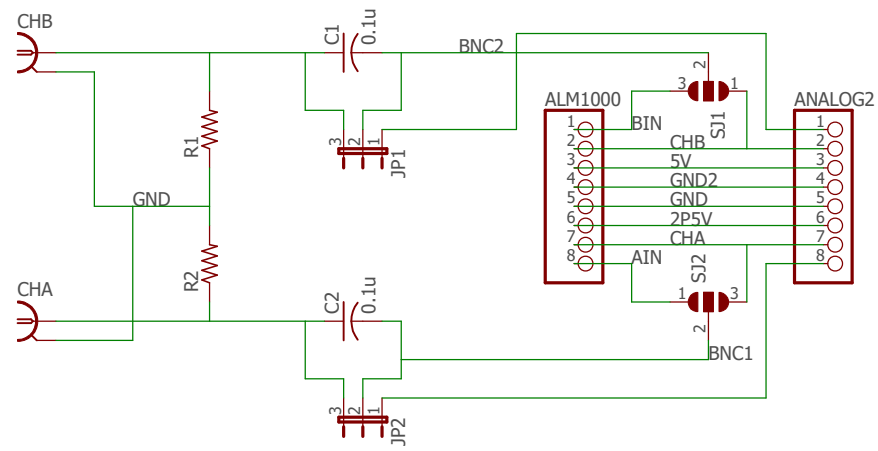 CHB
C1
0.1u
BNC2
2
3
1
SJ1
ALM1000
ANALOG2
1
2
3
4
5
6
7
8
BIN
CHB
5V
GND2
GND
2P5V
CHA
AIN
1
2
3
4
5
6
7
8
R1
3
2
1
JP1
GND
R2
CHA
C2
0.1u
SJ2
1
3
2
BNC1
3
2
1
JP2